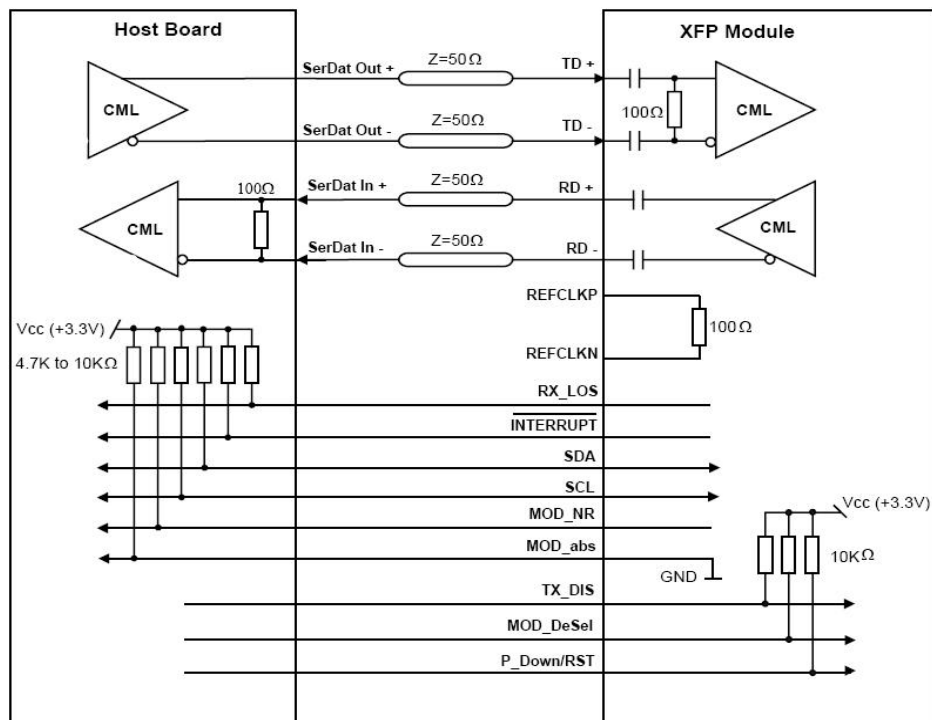 Host Board
XFP Module
SerDat Out +
Z=50Ω
TD +
CML
100Ω
CML
SerDat Out -
Z=50Ω
TD -
100Ω
SerDat In +
Z=50Ω
RD +
CML
CML
SerDat In -
Z=50Ω
RD -
REFCLKP
100Ω
REFCLKN
Vcc (+3.3V)
4.7K to 10KΩ
RX_LOS
INTERRUPT
SDA
SCL
MOD_NR
MOD_abs
Vcc (+3.3V)
10KΩ
GND
TX_DIS
MOD_DeSel
P_Down/RST